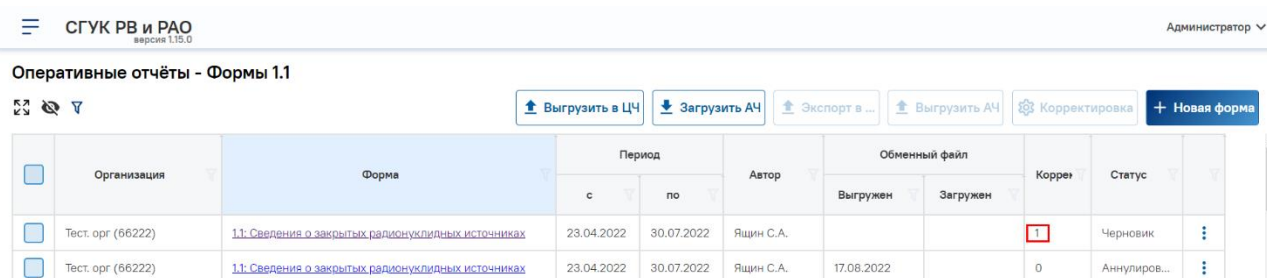 СГУК РВ и РАО
версия 1.15.0
Администратор
Оперативные отчёты - Формы 1.1
Выгрузить в ЦЧ Загрузить АЧ Экспорт в ... Выгрузить АЧ Корректировка + Новая форма
Организация Форма Период Автор Обменный файл Коррек Статус
с по Выгружен Загружен
Тест. орг (66222) 1.1: Сведения о закрытых радионуклидных источниках 23.04.2022 30.07.2022 Яшин С.А. 1 Черновик
Тест. орг (66222) 1.1: Сведения о закрытых радионуклидных источниках 23.04.2022 30.07.2022 Яшин С.А. 17.08.2022 0 Аннулиров...